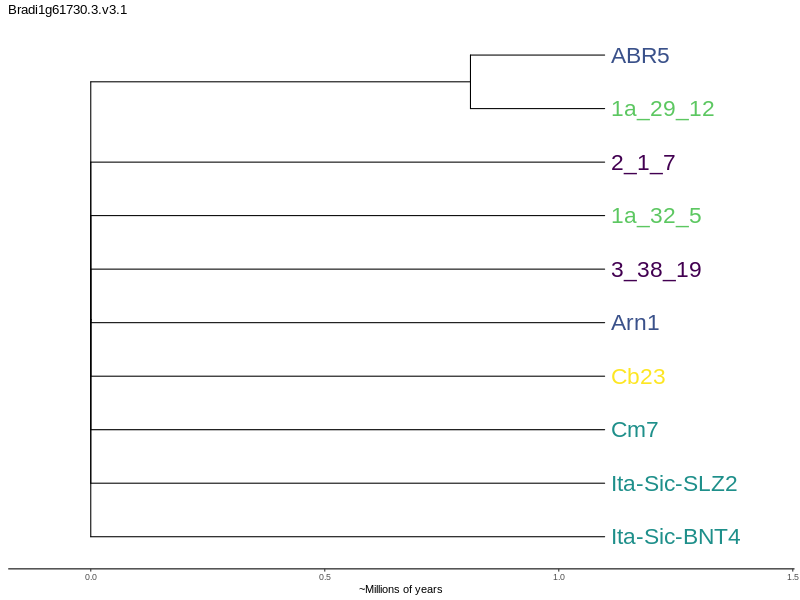 Bradi1g61730.3.v3.1
ABR5
1a_29_12
2_1_7
1a_32_5
3_38_19
Arn1
Cb23
Cm7
Ita-Sic-SLZ2
Ita-Sic-BNT4
0.0 0.5 1.0 1.5
~Millions of years